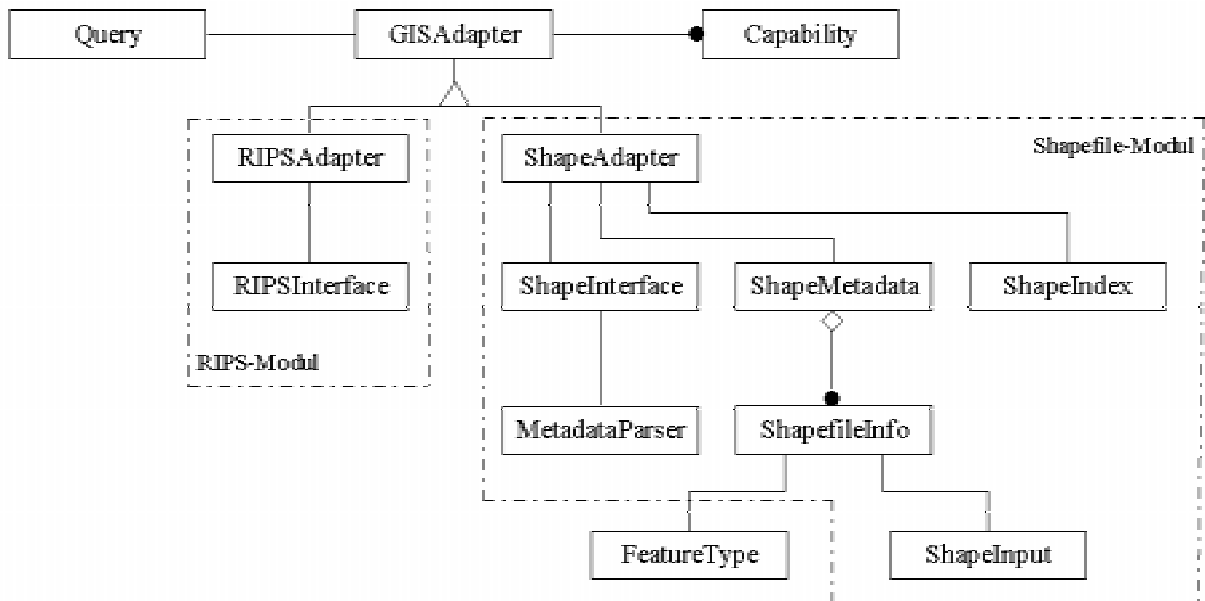 Query
GISAdapter
Capability
RIPSAdapter
ShapeAdapter
Shapefile-Modul
RIPSInterface
ShapeInterface
ShapeMetadata
ShapeIndex
RIPS-Modul
MetadataParser
ShapefileInfo
FeatureType
ShapeInput